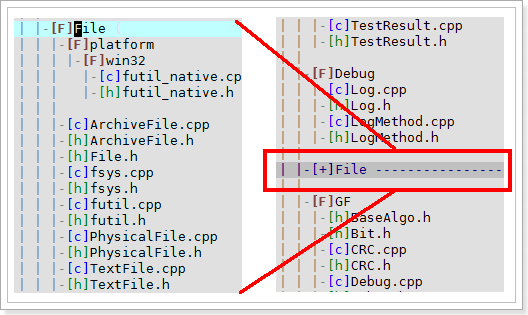 | | |-[F]File
| | | |-[F]platform
| | | | |-[F]win32
| | | | | |-[c]futil_native.cp
| | | | | |-[h]futil_native.h
| | | |-[c]ArchiveFile.cpp
| | | |-[h]ArchiveFile.h
| | | |-[h]File.h
| | | |-[c]fsys.cpp
| | | |-[h]fsys.h
| | | |-[c]futil.cpp
| | | |-[h]futil.h
| | | |-[c]PhysicalFile.cpp
| | | |-[h]PhysicalFile.h
| | | |-[c]TextFile.cpp
| | | |-[h]TextFile.h
| | | |-[c]TestResult.cpp
| | | |-[h]TestResult.h
| | |-[F]Debug
| | | |-[c]Log.cpp
| | | |-[h]Log.h
| | | |-[c]LogMethod.cpp
| | | |-[h]LogMethod.h
| | |-[+]File ----------------
| | |-[F]GF
| | | |-[h]BaseAlgo.h
| | | |-[h]Bit.h
| | | |-[c]CRC.cpp
| | | |-[h]CRC.h
| | | |-[c]Debug.cpp